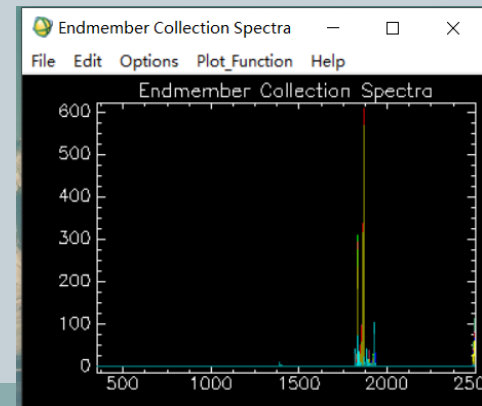 Endmember Collection Spectra
File Edit Options Plot_Function Help
Endmember Collection Spectra
600
500
400
300
200
100
0
500 1000 1500 2000 250